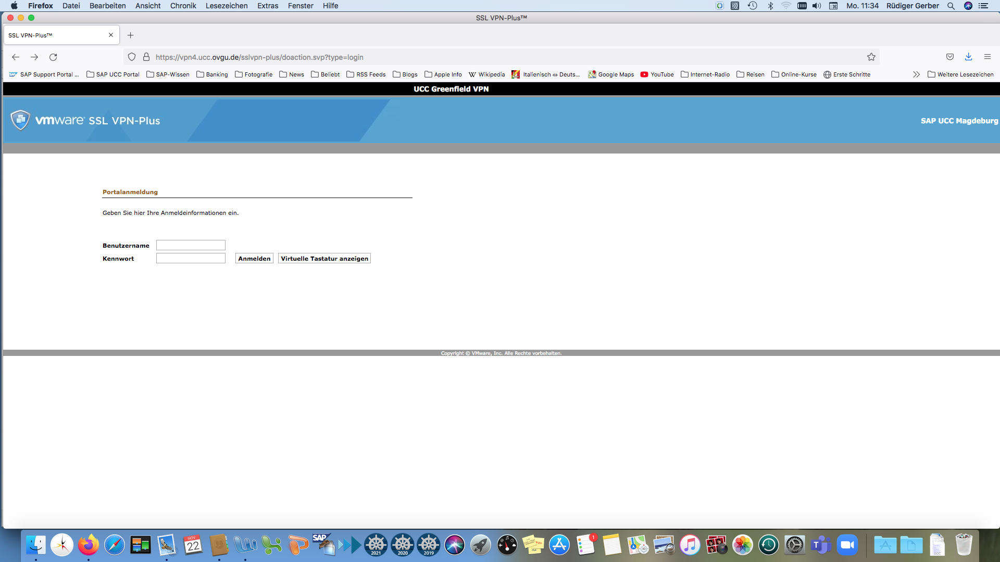 Firefox Datei Bearbeiten Ansicht Chronik Lesezeichen Extras Fenster Hilfe Mo. 11:34 Rüdiger Gerber
SSL VPN-Plus™
SSL VPN-Plus™
https://vpn4.ucc.ovgu.de/sslvpn-plus/doaction.svp?type=login
SAP Support Portal ... SAP UCC Portal SAP-Wissen Banking Fotografie News Beliebt RSS Feeds Blogs Apple Info W Wikipedia Italienisch ⇔ Deuts... Google Maps YouTube Internet-Radio Reisen Online-Kurse Erste Schritte Weitere Lesezeichen
UCC Greenfield VPN
vmware SSL VPN-Plus
SAP UCC Magdeburg
Portalanmeldung
Geben Sie hier Ihre Anmeldeinformationen ein.
Benutzername
Kennwort Anmelden Virtuelle Tastatur anzeigen
Copyright © VMware, Inc. Alle Rechte vorbehalten.
NOV
22
SAP
2021
2020
2019
1